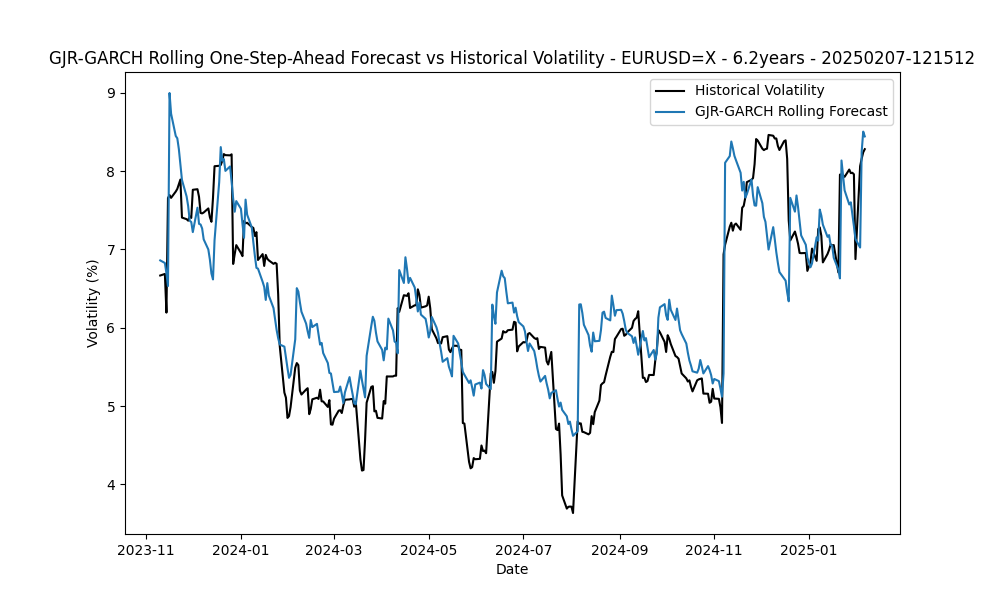 GJR-GARCH Rolling One-Step-Ahead Forecast vs Historical Volatility - EURUSD=X - 6.2years - 20250207-121512
Historical Volatility
GJR-GARCH Rolling Forecast
Volatility (%)
9
8
7
6
5
4
2023-11 2024-01 2024-03 2024-05 2024-07 2024-09 2024-11 2025-01
Date